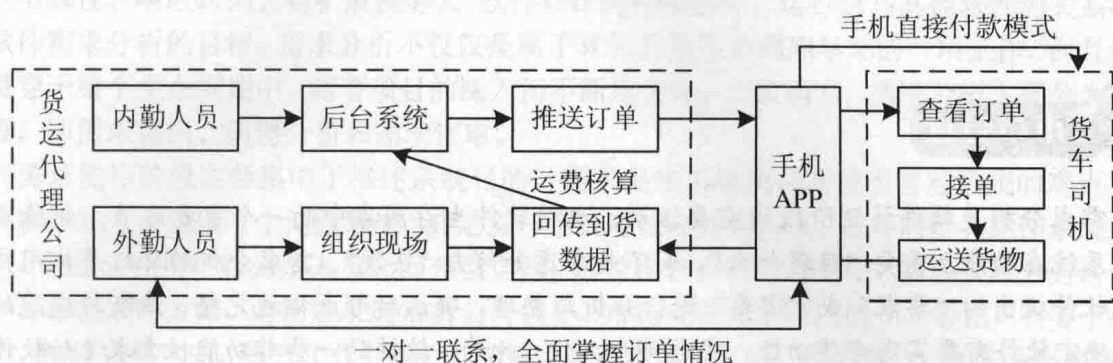 手机直接付款模式
货运代理公司
内勤人员
后台系统
推送订单
运费核算
外勤人员
组织现场
回传到货
数据
手机
APP
查看订单
接单
运送货物
货车司机
一对一联系，全面掌握订单情况